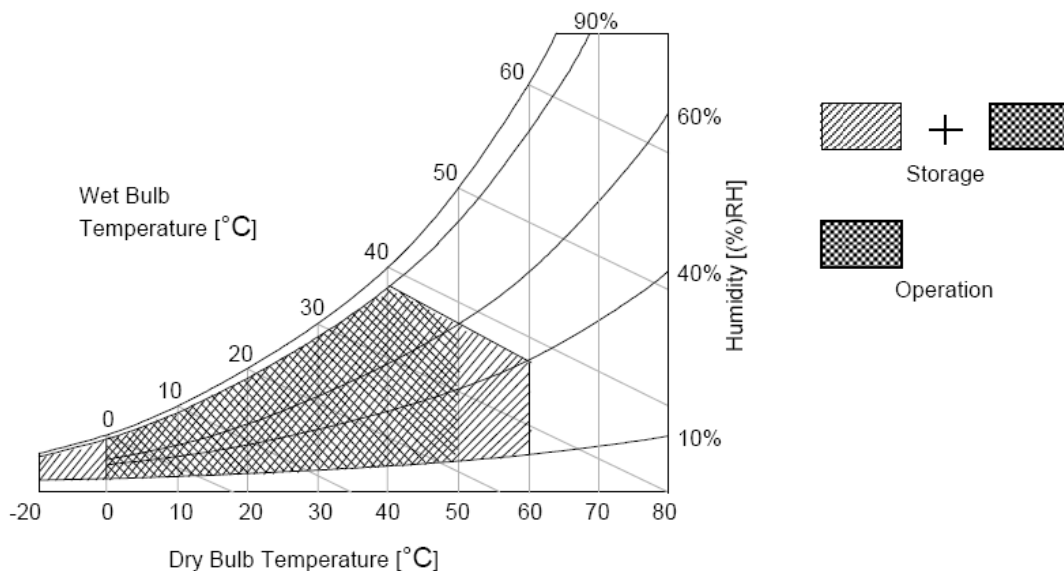 90%
60
60%
50
Wet Bulb
Temperature [°C]
40
40%
30
20
10
0
10%
Humidity [(%)RH]
-20 0 10 20 30 40 50 60 70 80
Dry Bulb Temperature [°C]
+
Storage
Operation